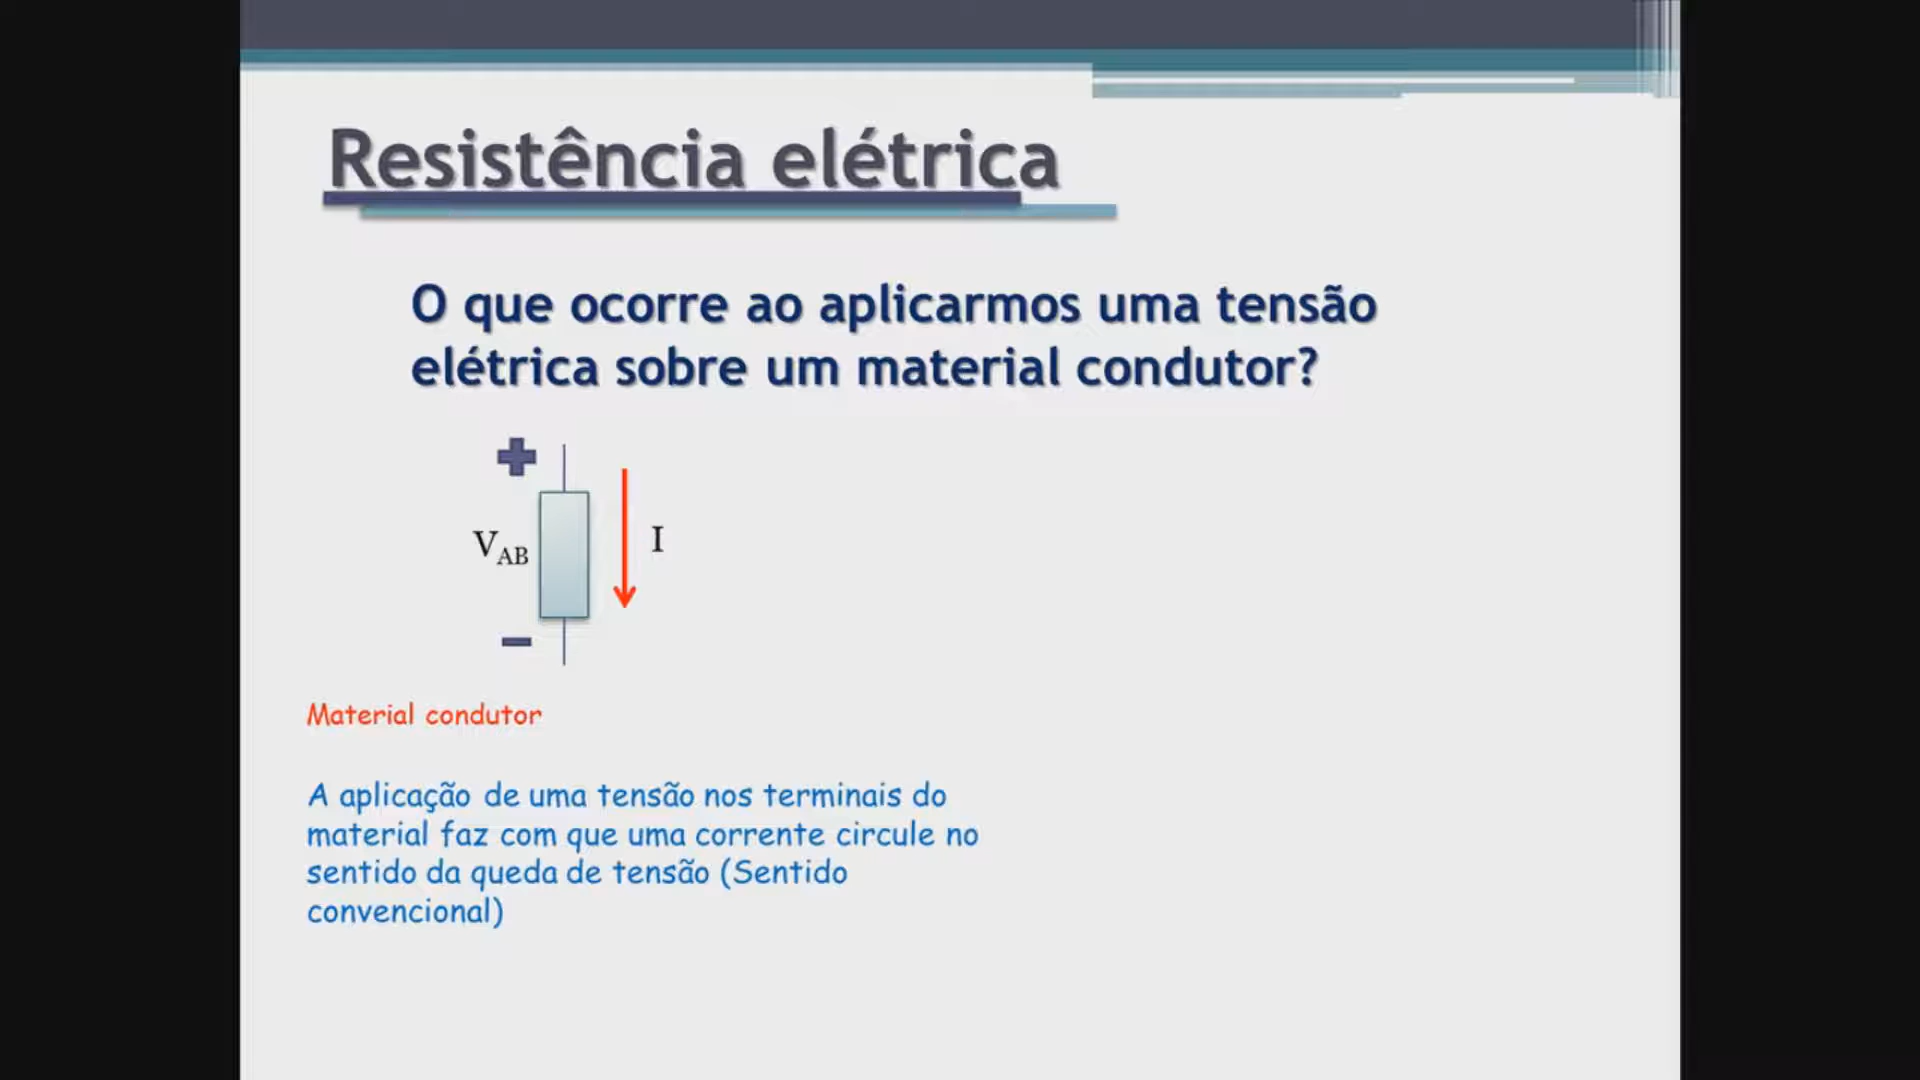 Resistência elétrica
O que ocorre ao aplicarmos uma tensão
elétrica sobre um material condutor?
+
V_AB
I
–
Material condutor
A aplicação de uma tensão nos terminais do
material faz com que uma corrente circule no
sentido da queda de tensão (Sentido
convencional)